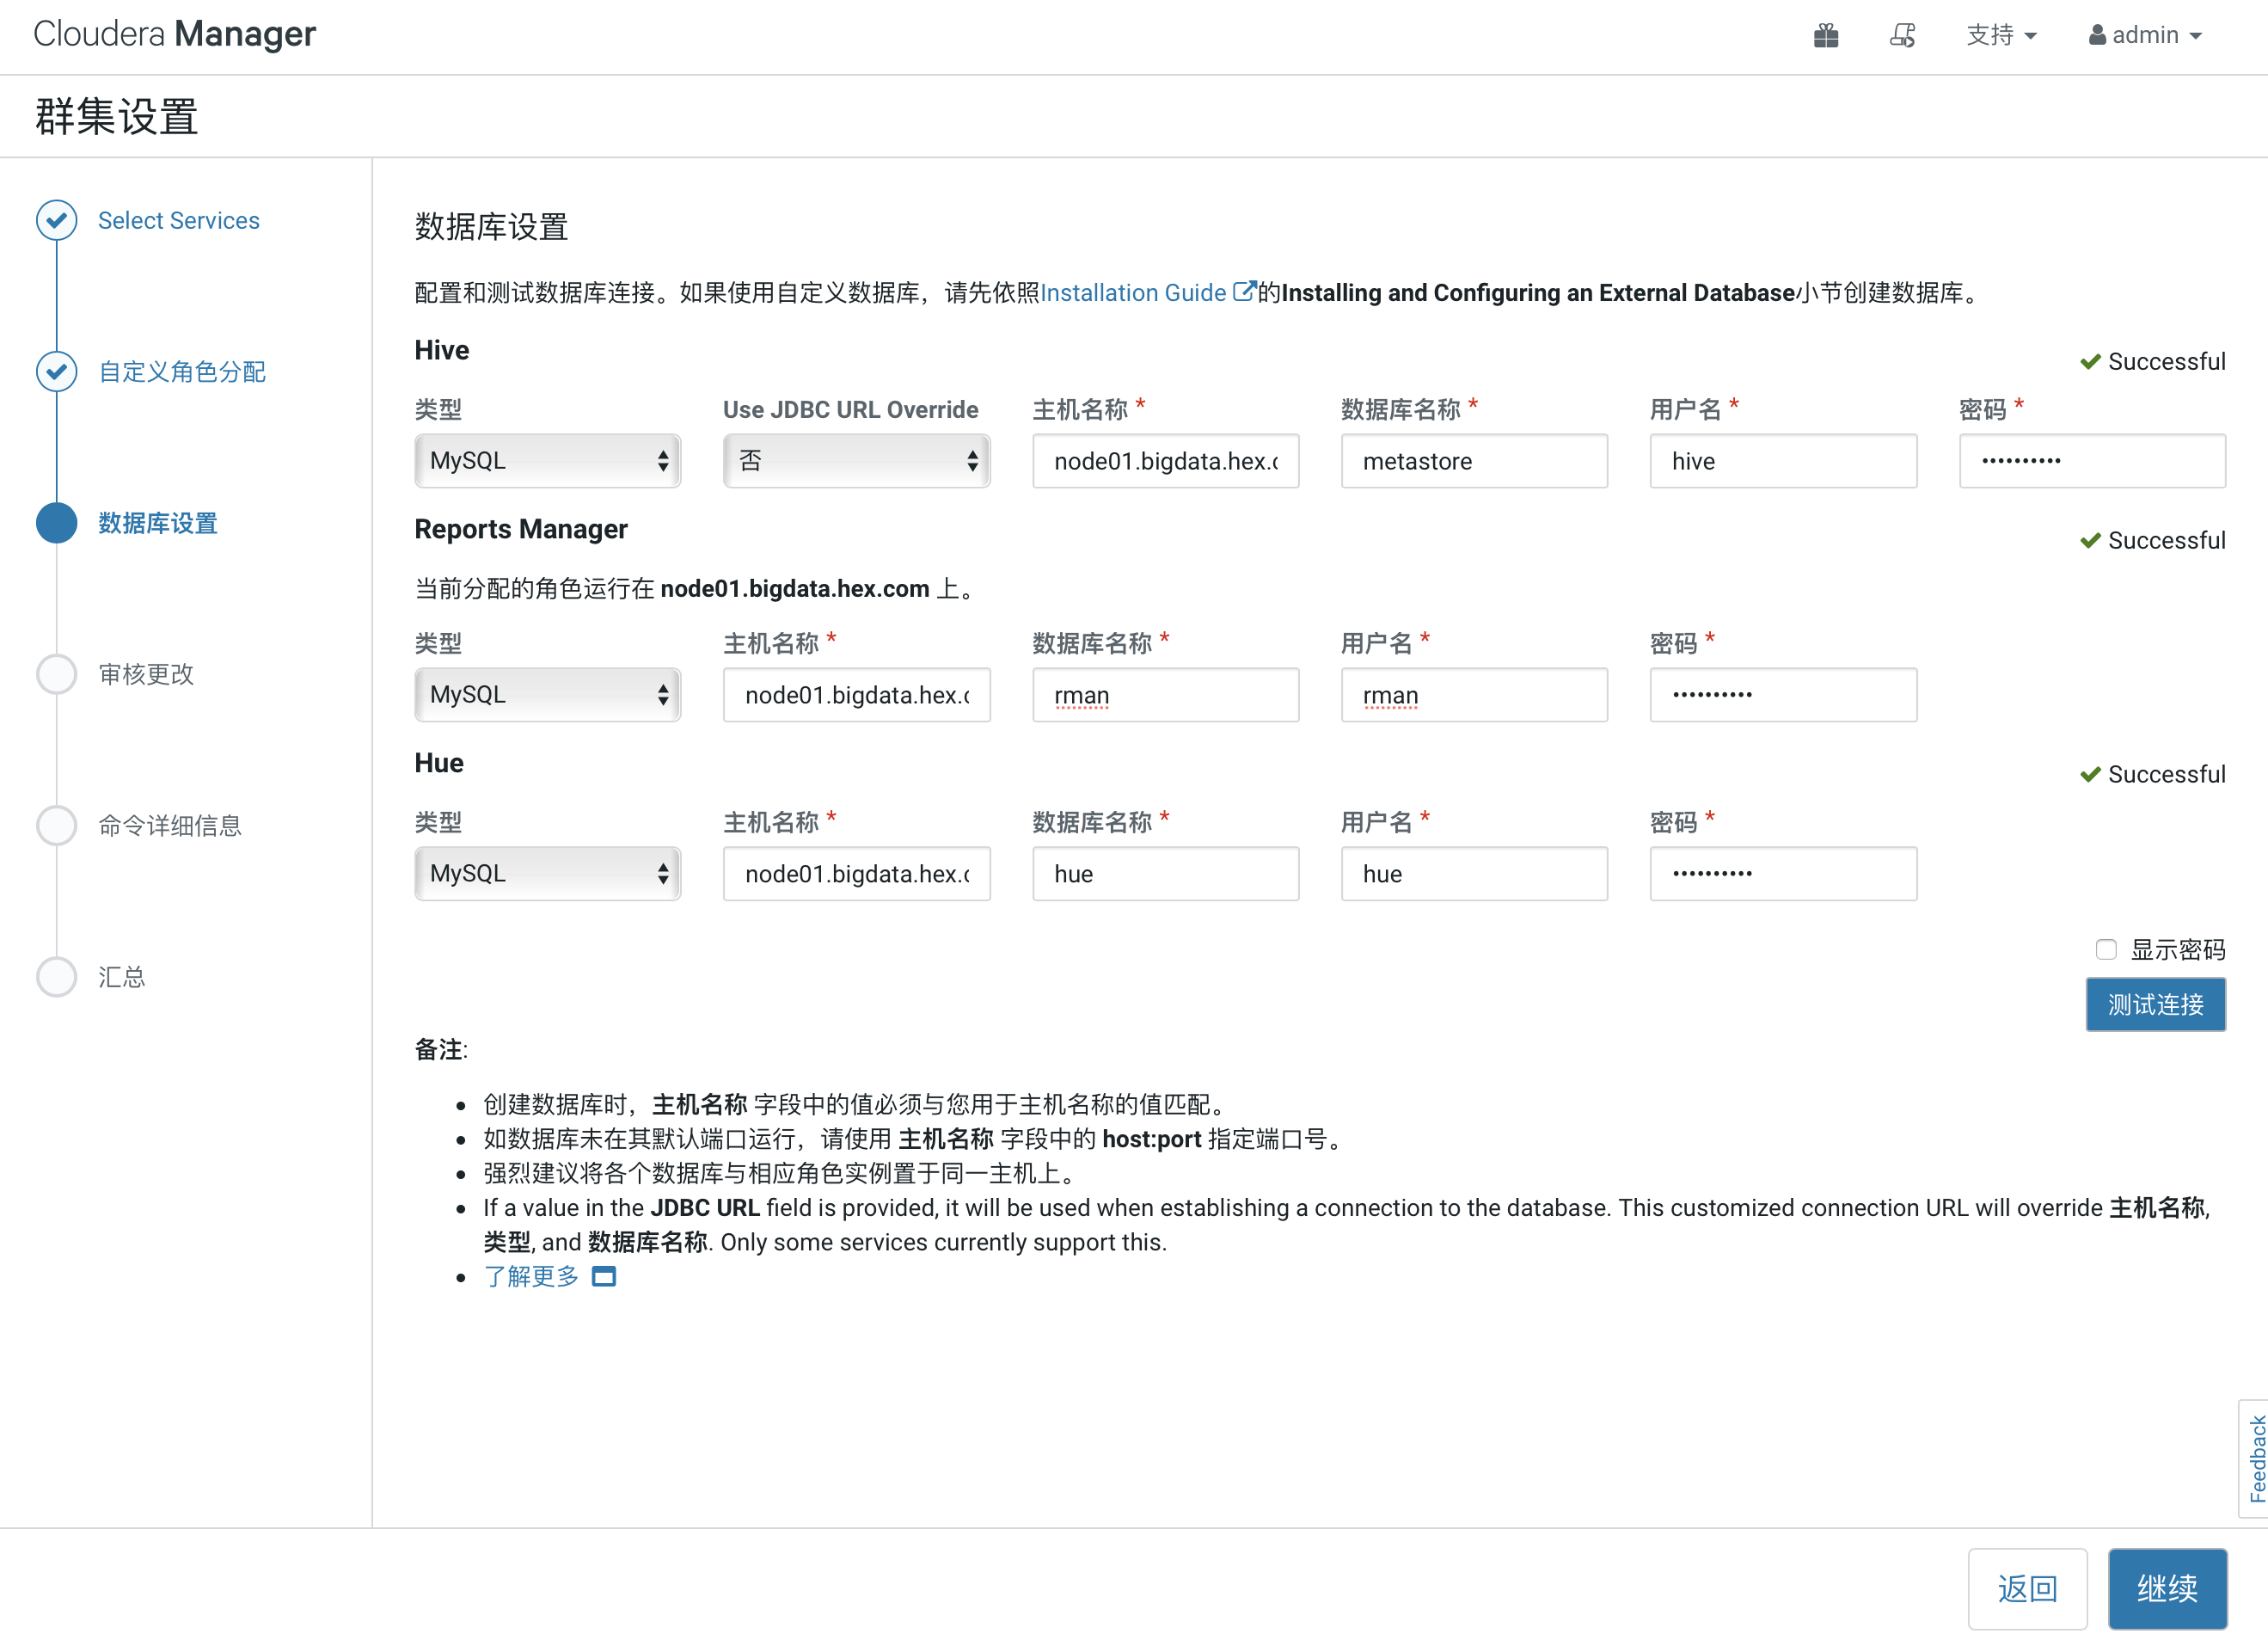 Cloudera Manager
支持
admin
群集设置
Select Services
自定义角色分配
数据库设置
审核更改
命令详细信息
汇总
数据库设置
配置和测试数据库连接。如果使用自定义数据库，请先依照Installation Guide 的Installing and Configuring an External Database小节创建数据库。
Hive
Successful
类型 Use JDBC URL Override 主机名称 * 数据库名称 * 用户名 * 密码 *
MySQL 否 node01.bigdata.hex.c metastore hive ••••••••••
Reports Manager
Successful
当前分配的角色运行在 node01.bigdata.hex.com 上。
类型 主机名称 * 数据库名称 * 用户名 * 密码 *
MySQL node01.bigdata.hex.c rman rman ••••••••••
Hue
Successful
类型 主机名称 * 数据库名称 * 用户名 * 密码 *
MySQL node01.bigdata.hex.c hue hue ••••••••••
显示密码
测试连接
备注:
• 创建数据库时，主机名称 字段中的值必须与您用于主机名称的值匹配。
• 如数据库未在其默认端口运行，请使用 主机名称 字段中的 host:port 指定端口号。
• 强烈建议将各个数据库与相应角色实例置于同一主机上。
• If a value in the JDBC URL field is provided, it will be used when establishing a connection to the database. This customized connection URL will override 主机名称,
类型, and 数据库名称. Only some services currently support this.
• 了解更多
Feedback
返回
继续